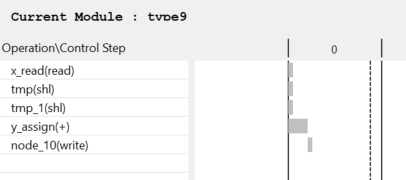 Current Module : type9
Operation\Control Step
0
x_read(read)
tmp(shl)
tmp_1(shl)
y_assign(+)
node_10(write)